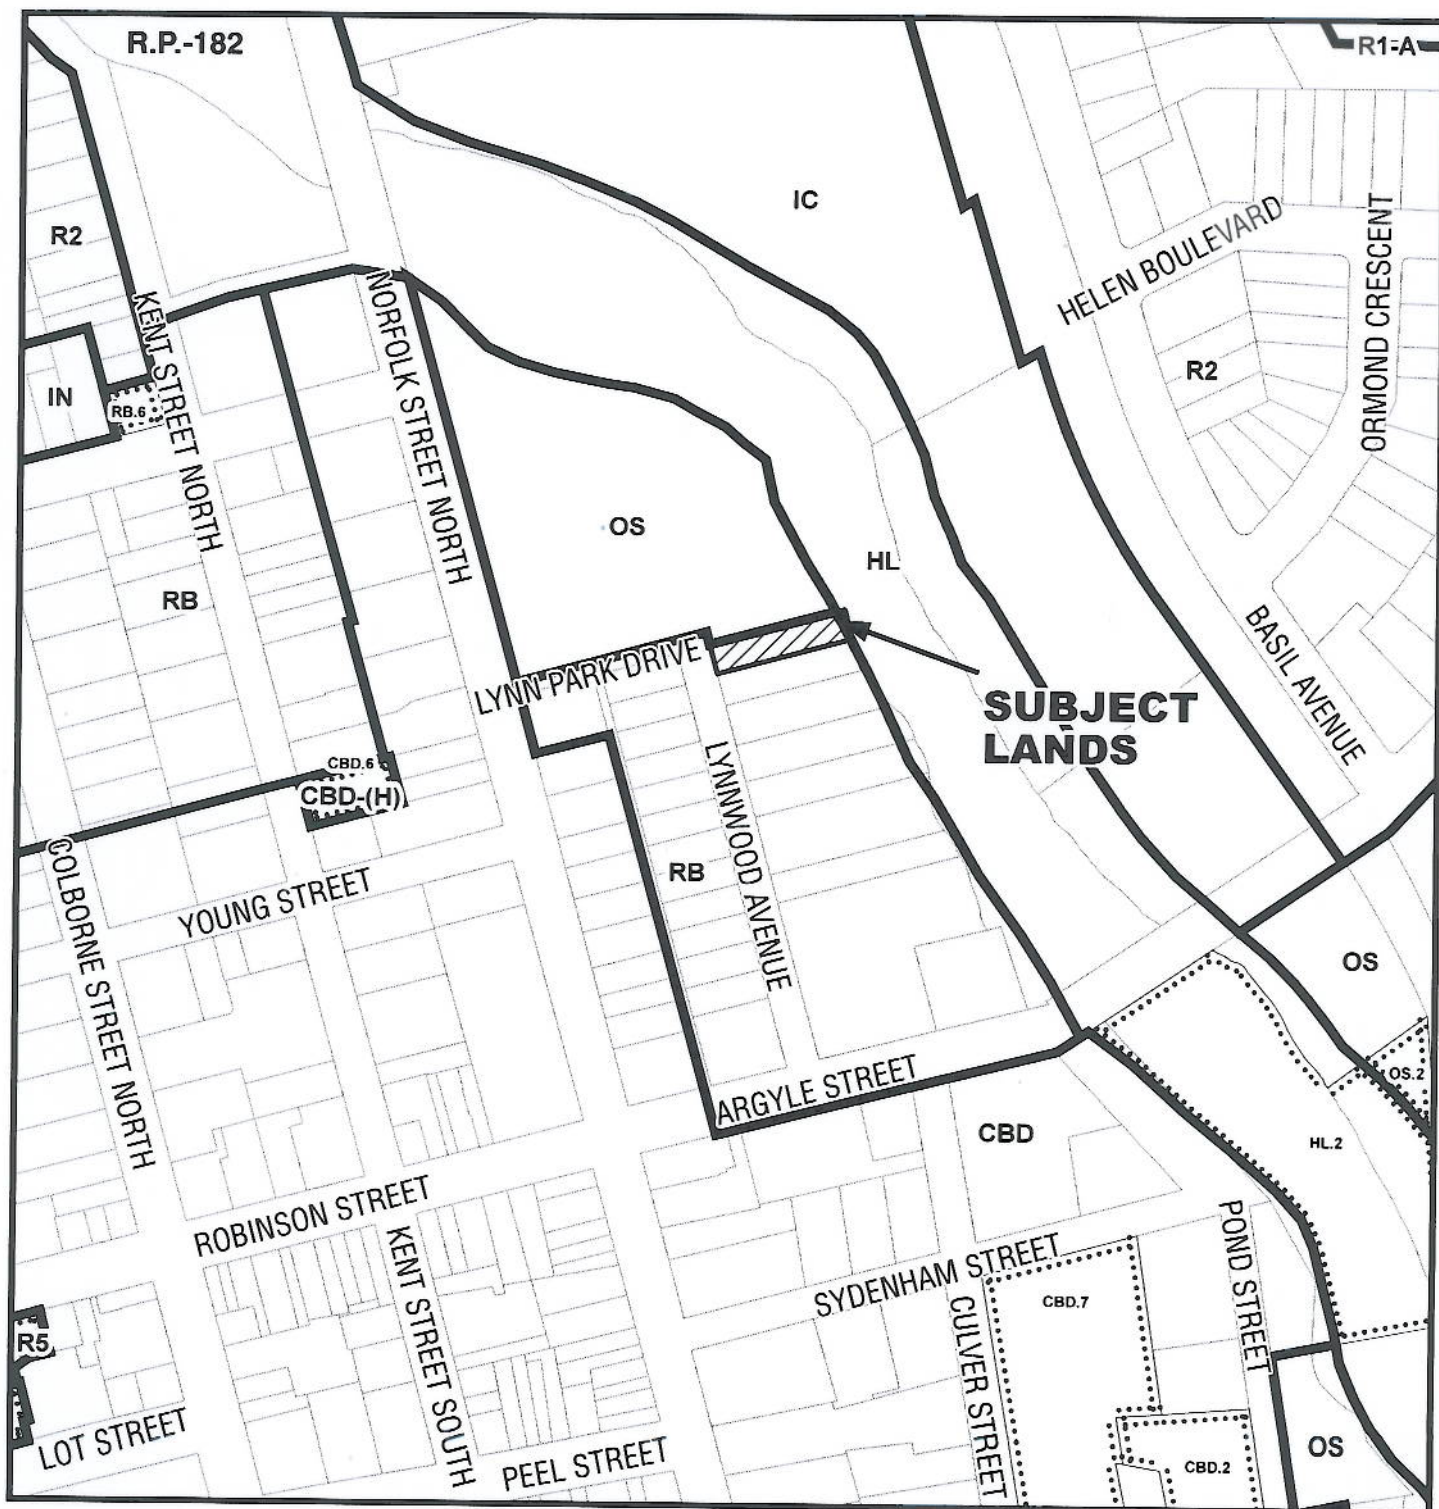 R.P.-182
R1-A
IC
R2
HELEN BOULEVARD
ORMOND CRESCENT
KENT STREET NORTH
NORFOLK STREET NORTH
R2
IN
RB.6
OS
HL
RB
BASIL AVENUE
LYNN PARK DRIVE
SUBJECT
LANDS
LYNNWOOD AVENUE
CBD.6
CBD-(H)
COLBORNE STREET NORTH
YOUNG STREET
RB
OS
OS.2
ARGYLE STREET
CBD
HL.2
ROBINSON STREET
KENT STREET SOUTH
POND STREET
SYDENHAM STREET
CULVER STREET
CBD.7
R5
LOT STREET
PEEL STREET
CBD.2
OS